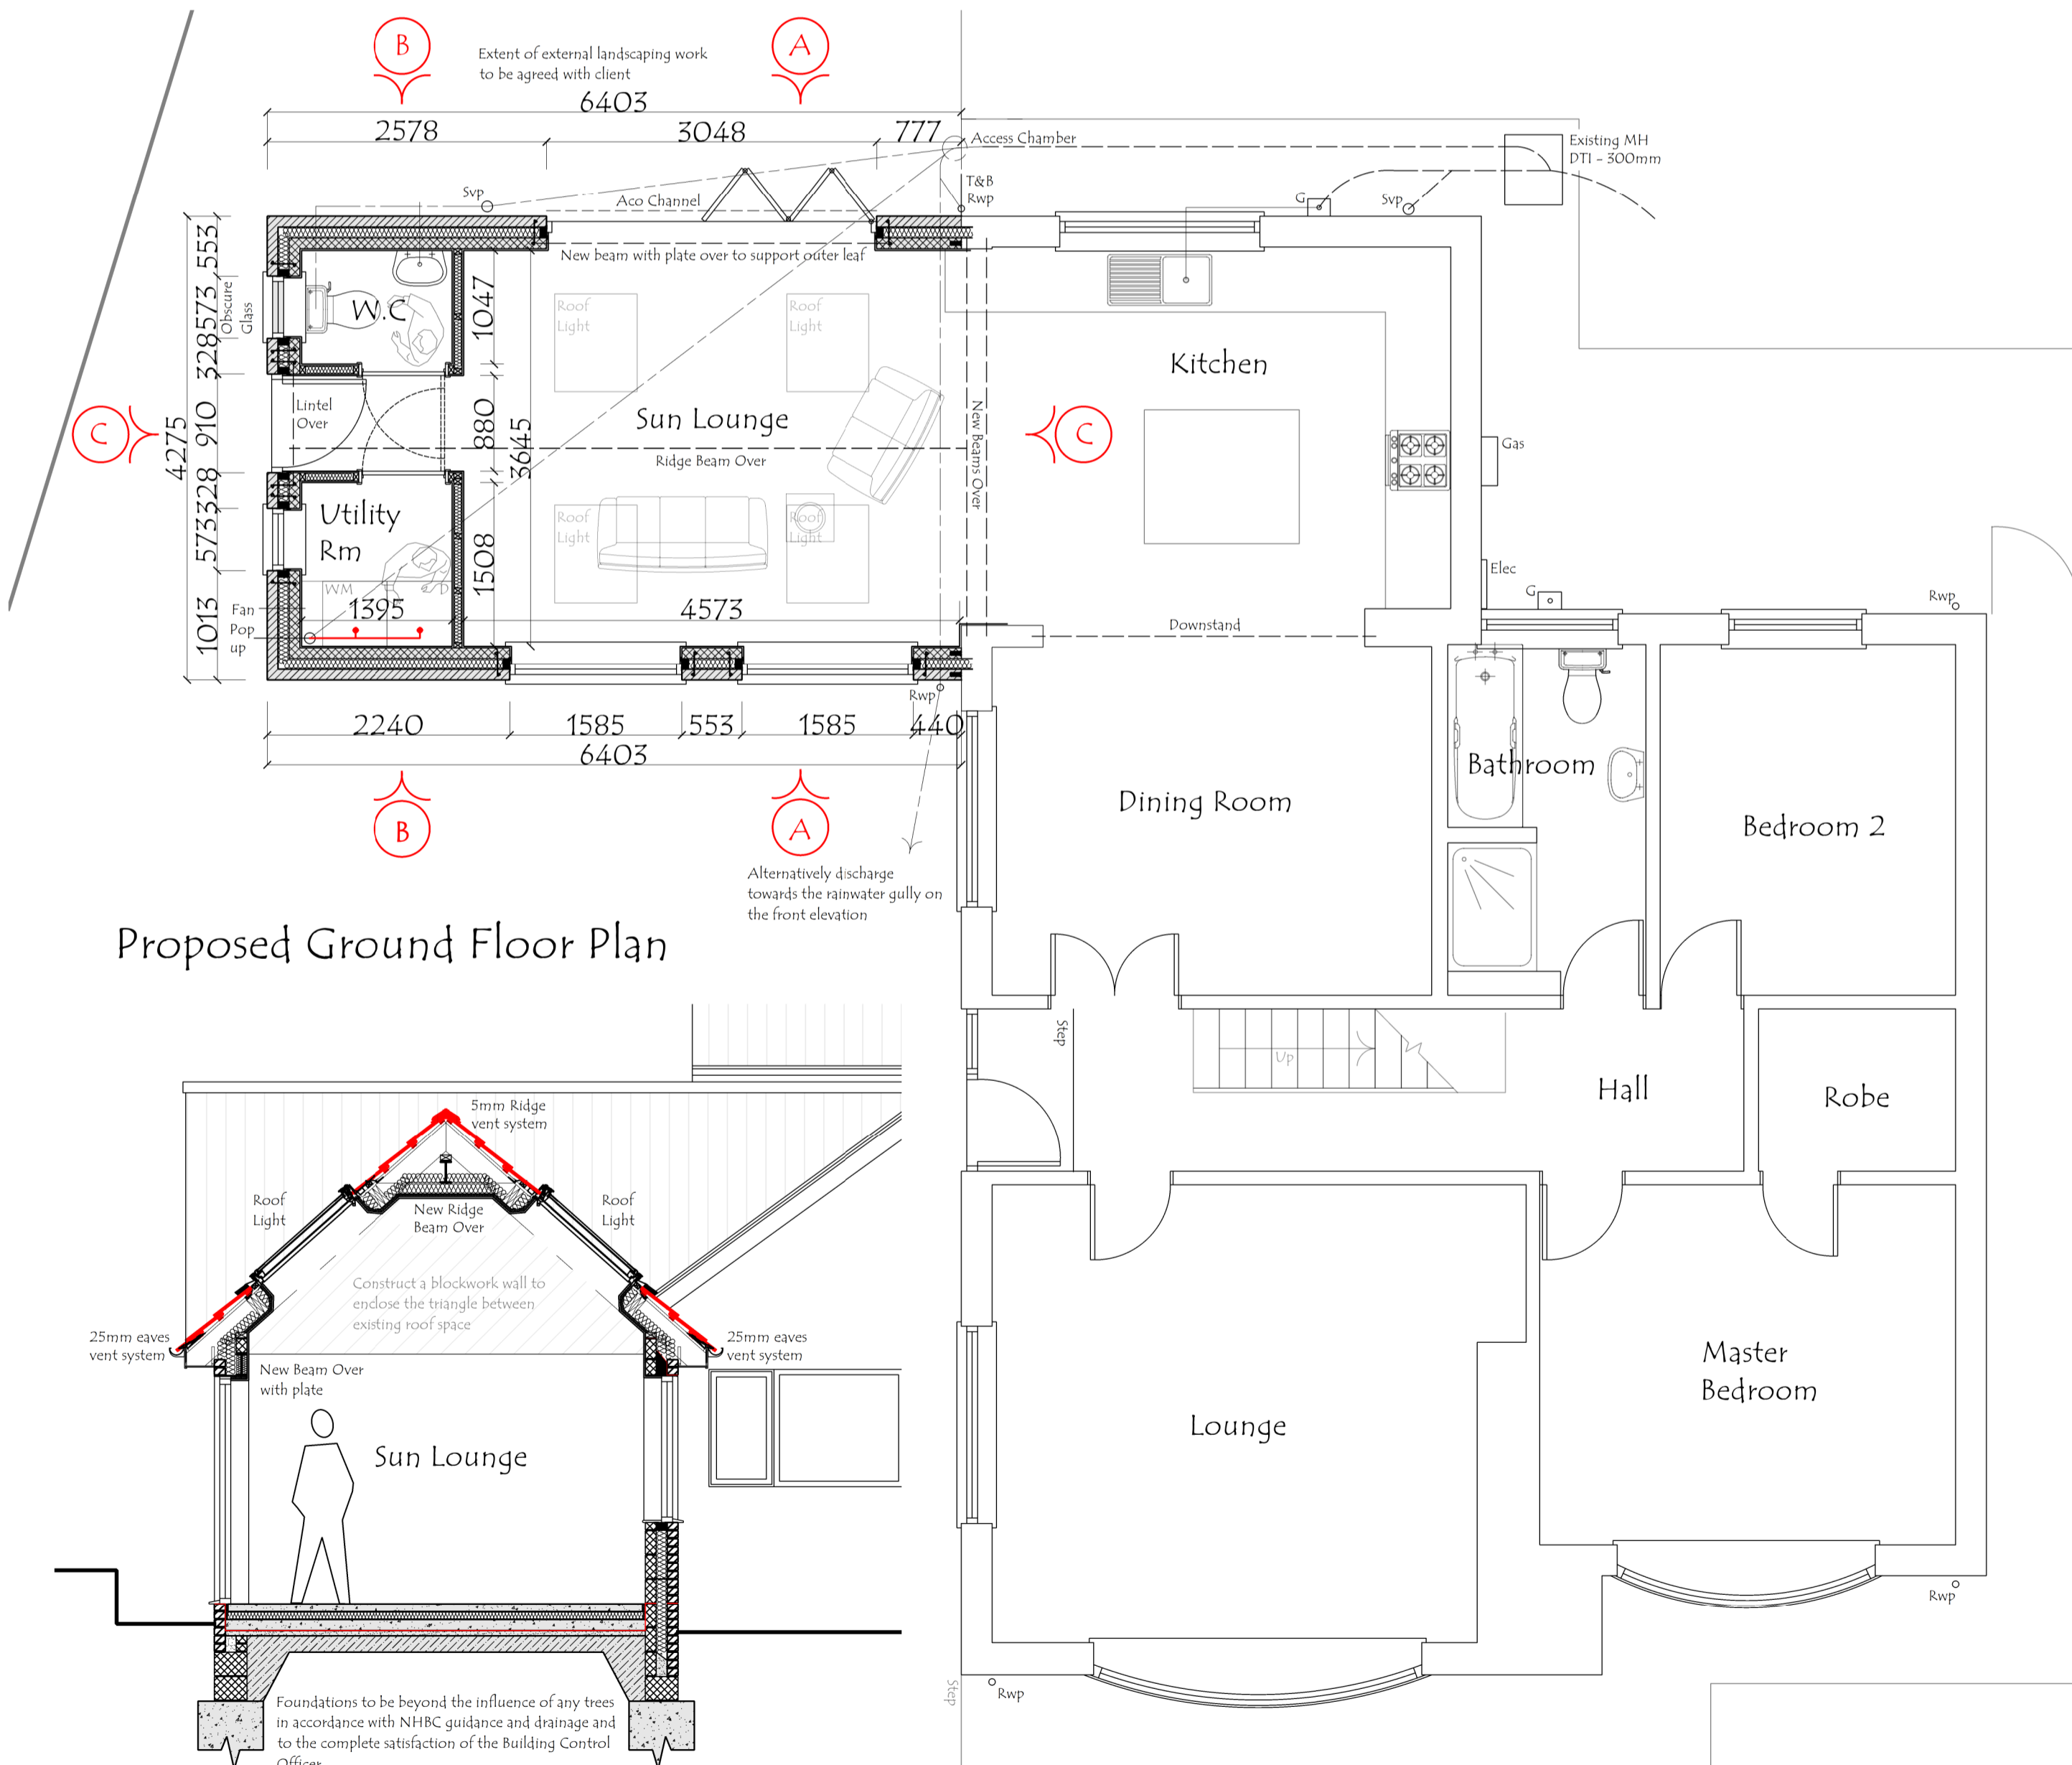 B
A
Extent of external landscaping work
to be agreed with client
6403
2578
3048
777
Access Chamber
Existing MH
DTI - 300mm
Svp
Aco Channel
T&B
Rwp
G
Svp
New beam with plate over to support outer leaf
553
573
328
910
328
573
1013
4275
Obscure
Glass
W.C
1047
Roof
Light
Roof
Light
Kitchen
C
Lintel
Over
880
3645
Sun Lounge
Ridge Beam Over
New Beams Over
C
Gas
Utility
Rm
1508
Roof
Light
Roof
Light
Elec
G
Rwp
Fan
Pop
up
WM
D
1395
4573
Downstand
Rwp
2240
1585
553
1585
440
6403
B
A
Bathroom
Dining Room
Bedroom 2
Alternatively discharge
towards the rainwater gully on
the front elevation
Proposed Ground Floor Plan
Step
Up
Hall
Robe
5mm Ridge
vent system
Roof
Light
New Ridge
Beam Over
Roof
Light
Construct a blockwork wall to
enclose the triangle between
existing roof space
25mm eaves
vent system
25mm eaves
vent system
New Beam Over
with plate
Sun Lounge
Lounge
Master
Bedroom
Rwp
Step
Rwp
Foundations to be beyond the influence of any trees
in accordance with NHBC guidance and drainage and
to the complete satisfaction of the Building Control
Officer